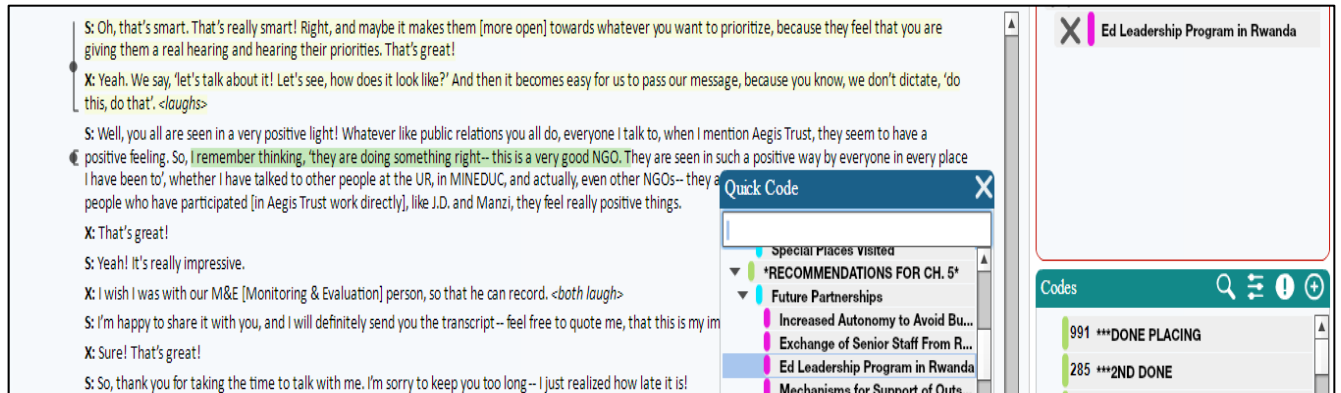 S: Oh, that's smart. That's really smart! Right, and maybe it makes them [more open] towards whatever you want to prioritize, because they feel that you are
giving them a real hearing and hearing their priorities. That's great!
X: Yeah. We say, 'let's talk about it! Let's see, how does it look like?' And then it becomes easy for us to pass our message, because you know, we don't dictate, 'do
this, do that'. <laughs>
S: Well, you all are seen in a very positive light! Whatever like public relations you all do, everyone I talk to, when I mention Aegis Trust, they seem to have a
positive feeling. So, I remember thinking, 'they are doing something right-- this is a very good NGO. They are seen in such a positive way by everyone in every place
I have been to', whether I have talked to other people at the UR, in MINEDUC, and actually, even other NGOs-- they a
people who have participated [in Aegis Trust work directly], like J.D. and Manzi, they feel really positive things.
X: That's great!
S: Yeah! It's really impressive.
X: I wish I was with our M&E [Monitoring & Evaluation] person, so that he can record. <both laugh>
S: I'm happy to share it with you, and I will definitely send you the transcript-- feel free to quote me, that this is my im
X: Sure! That's great!
S: So, thank you for taking the time to talk with me. I'm sorry to keep you too long-- I just realized how late it is!
Quick Code
Special Places Visited
*RECOMMENDATIONS FOR CH. 5*
Future Partnerships
Increased Autonomy to Avoid Bu...
Exchange of Senior Staff From R...
Ed Leadership Program in Rwanda
Mechanisms for Support of Outs...
Ed Leadership Program in Rwanda
Codes
991 ***DONE PLACING
285 ***2ND DONE